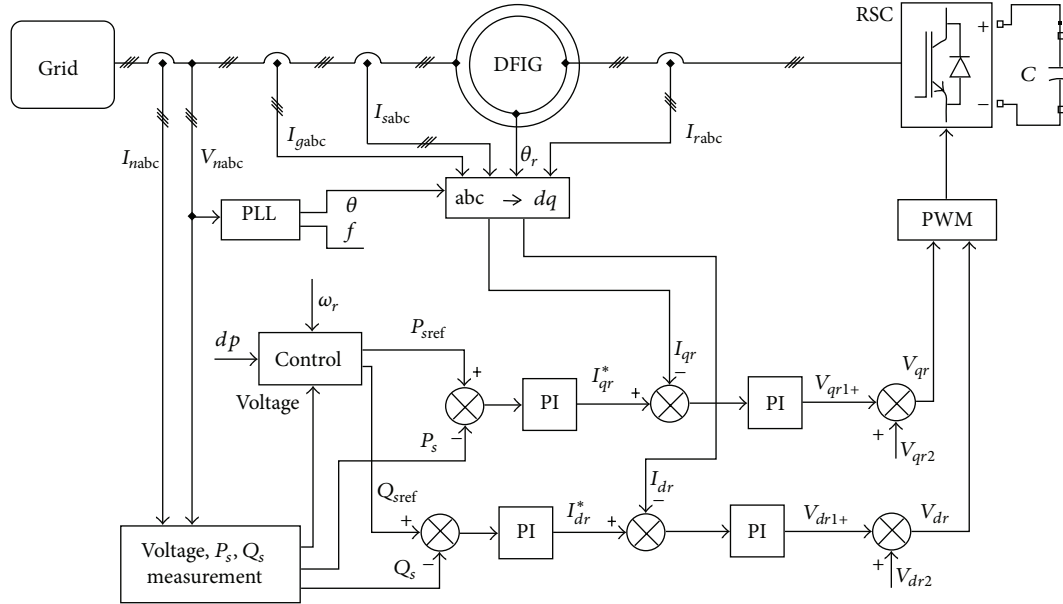 RSC
Grid
DFIG
+
−
C
I_sabc
I_nabc
V_nabc
I_gabc
θ_r
I_rabc
abc → dq
PLL
θ
f
PWM
ω_r
dp
Control
P_sref
Voltage
+
PI
I*_qr
+
I_qr
−
PI
V_qr1+
V_qr
+
V_qr2
P_s
−
Q_sref
I_dr
−
+
PI
I*_dr
+
PI
V_dr1+
V_dr
+
V_dr2
Voltage, P_s, Q_s
measurement
Q_s
−